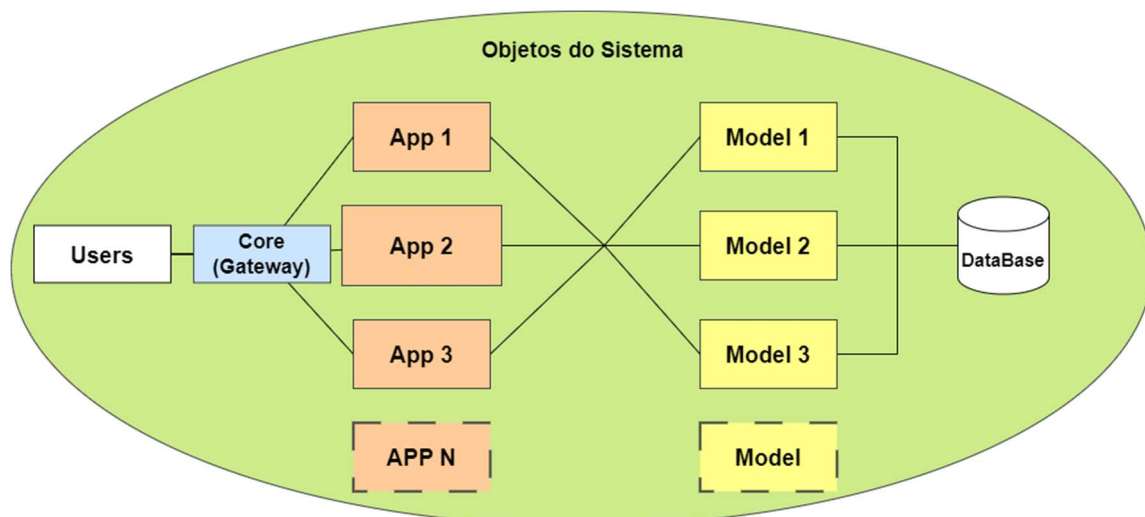 Objetos do Sistema
App 1
Model 1
Users
Core
(Gateway)
App 2
Model 2
DataBase
App 3
Model 3
APP N
Model